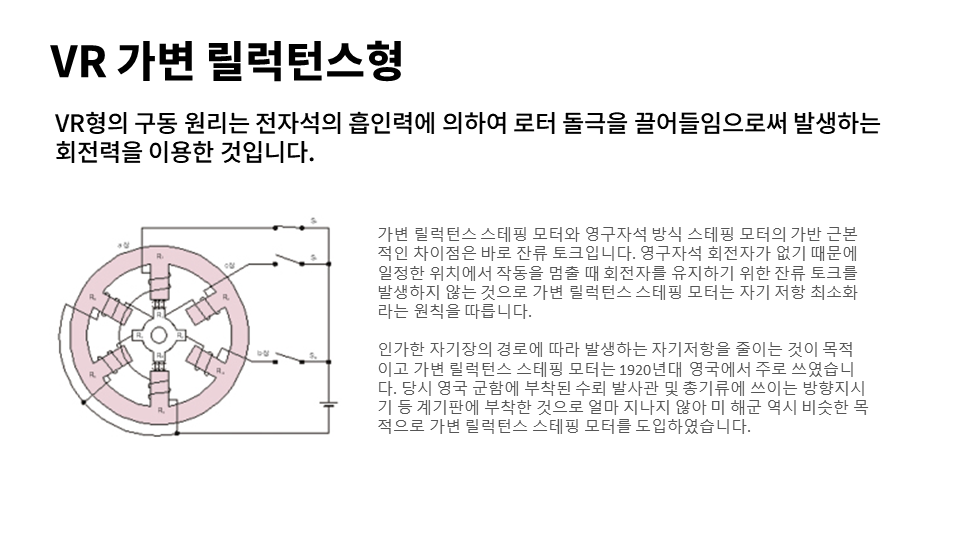 VR 가변 릴럭턴스형
VR형의 구동 원리는 전자석의 흡인력에 의하여 로터 돌극을 끌어들임으로써 발생하는
회전력을 이용한 것입니다.
가변 릴럭턴스 스테핑 모터와 영구자석 방식 스테핑 모터의 가반 근본
적인 차이점은 바로 잔류 토크입니다. 영구자석 회전자가 없기 때문에
일정한 위치에서 작동을 멈출 때 회전자를 유지하기 위한 잔류 토크를
발생하지 않는 것으로 가변 릴럭턴스 스테핑 모터는 자기 저항 최소화
라는 원칙을 따릅니다.
인가한 자기장의 경로에 따라 발생하는 자기저항을 줄이는 것이 목적
이고 가변 릴럭턴스 스테핑 모터는 1920년대 영국에서 주로 쓰였습니
다. 당시 영국 군함에 부착된 수뢰 발사관 및 총기류에 쓰이는 방향지시
기 등 계기판에 부착한 것으로 얼마 지나지 않아 미 해군 역시 비슷한 목
적으로 가변 릴럭턴스 스테핑 모터를 도입하였습니다.
a상
c상
b상